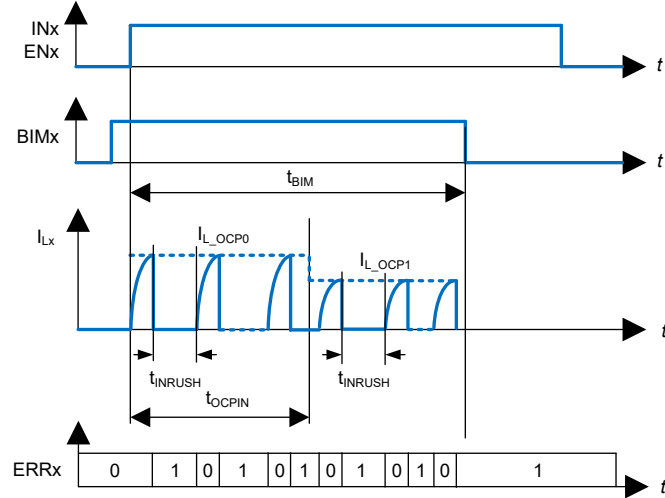 INx
ENx
t
BIMx
t
tBIM
ILx
IL_OCP0
IL_OCP1
t
tINRUSH
tINRUSH
tOCPIN
ERRx
0 1 0 1 0 1 0 1 0 1 0 1
t